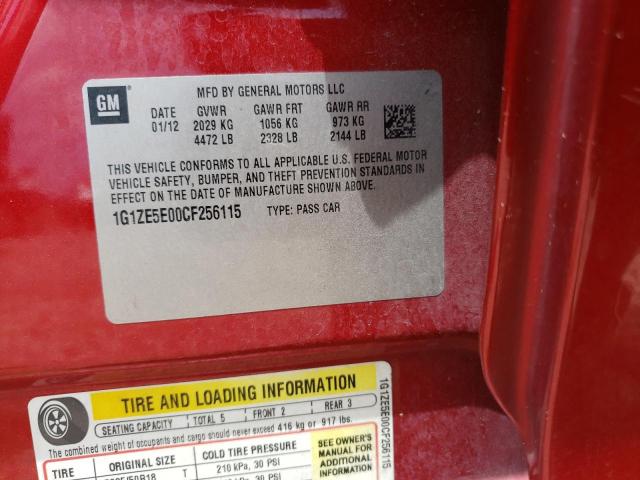 GM
MFD BY GENERAL MOTORS LLC
DATE GVWR GAWR FRT GAWR RR
01/12 2029 KG 1056 KG 973 KG
4472 LB 2328 LB 2144 LB
THIS VEHICLE CONFORMS TO ALL APPLICABLE U.S. FEDERAL MOTOR
VEHICLE SAFETY, BUMPER, AND THEFT PREVENTION STANDARDS IN
EFFECT ON THE DATE OF MANUFACTURE SHOWN ABOVE.
1G1ZE5E00CF256115 TYPE: PASS CAR
TIRE AND LOADING INFORMATION
SEATING CAPACITY TOTAL 5 FRONT 2 REAR 3
The combined weight of occupants and cargo should never exceed 416 kg or 917 lbs.
TIRE ORIGINAL SIZE COLD TIRE PRESSURE
T 210 kPa, 30 PSI
30 PSI
SEE OWNER'S
MANUAL FOR
ADDITIONAL
INFORMATION
1G1ZE5E00CF256115